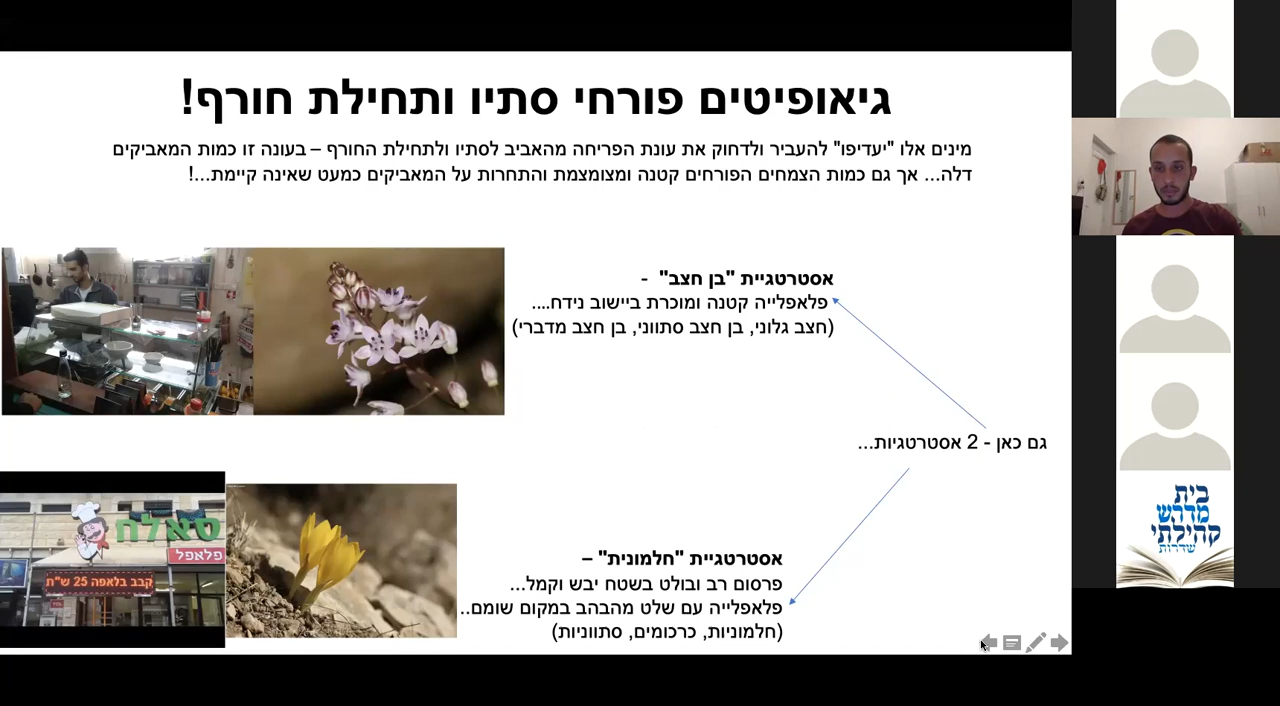 גיאופיטים פורחי סתיו ותחילת חורף!
מינים אלו "יעדיפו" להעביר ולדחוק את עונת הפריחה מהאביב לסתיו ולתחילת החורף – בעונה זו כמות המאביקים
דלה... אך גם כמות הצמחים הפורחים קטנה ומצומצמת והתחרות על המאביקים כמעט שאינה קיימת...!
אסטרטגיית "בן חצב" -
פלאפלייה קטנה ומוכרת ביישוב נידח....
(חצב גלוני, בן חצב סתווני, בן חצב מדברי)
גם כאן - 2 אסטרטגיות...
אסטרטגיית "חלמונית" –
פרסום רב ובולט בשטח יבש וקמל...
פלאפלייה עם שלט מהבהב במקום שומם..
(חלמוניות, כרכומים, סתווניות)
סאלח
פלאפל
קבב בלאפה 25 ש"ח
בית
מדרש
קהילתי
שדרות